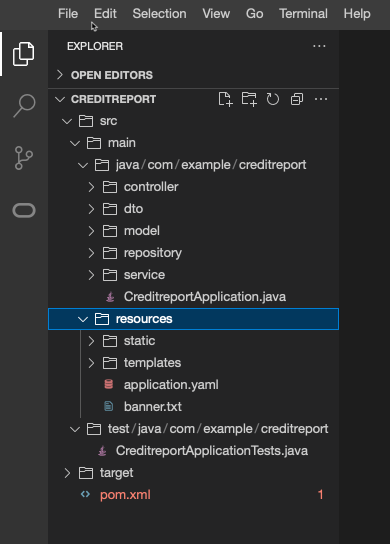 File Edit Selection View Go Terminal Help
EXPLORER ...
OPEN EDITORS
CREDITREPORT ...
src
main
java/com/example/creditreport
controller
dto
model
repository
service
CreditreportApplication.java
resources
static
templates
application.yaml
banner.txt
test/java/com/example/creditreport
CreditreportApplicationTests.java
target
pom.xml 1